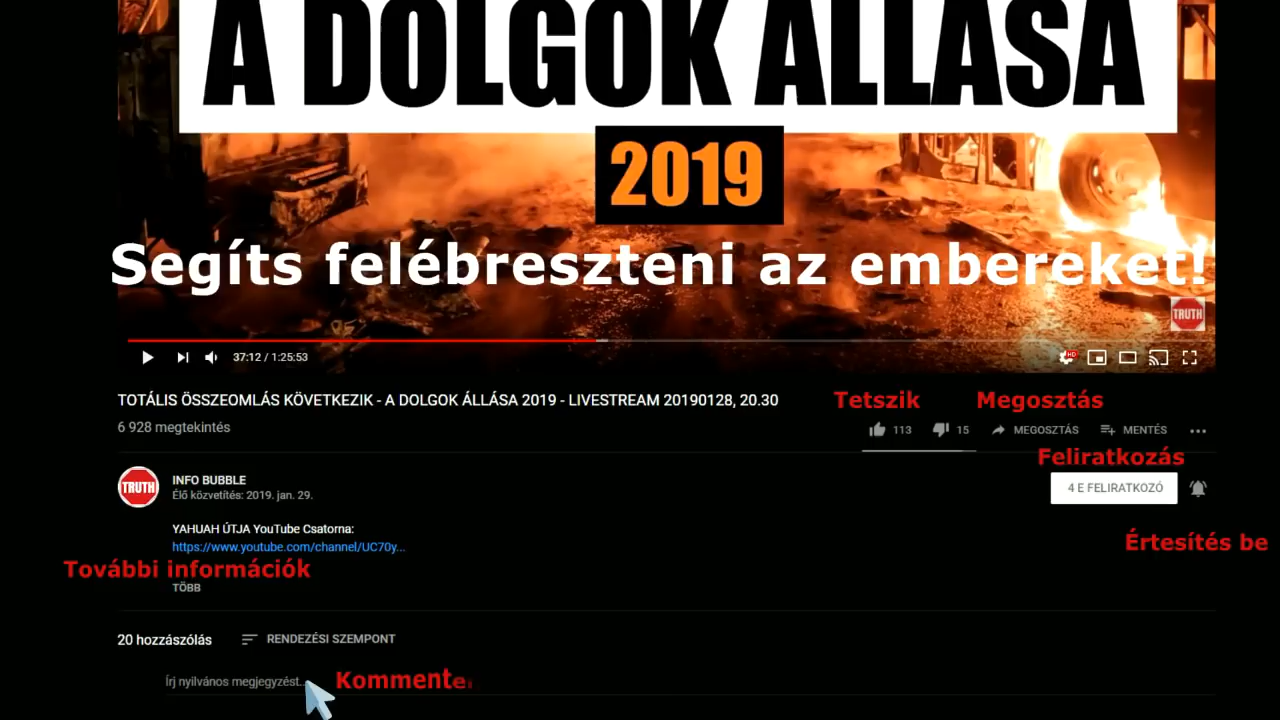 A DOLGOK ÁLLÁSA
2019
Segíts felébreszteni az embereket!
TRUTH
37:12 / 1:25:53
HD
TOTÁLIS ÖSSZEOMLÁS KÖVETKEZIK - A DOLGOK ÁLLÁSA 2019 - LIVESTREAM 20190128, 20.30
Tetszik
Megosztás
6 928 megtekintés
113
15
MEGOSZTÁS
MENTÉS
Feliratkozás
TRUTH
INFO BUBBLE
4 E FELIRATKOZÓ
Élő közvetítés: 2019. jan. 29.
YAHUAH ÚTJA YouTube Csatorna:
Értesítés be
https://www.youtube.com/channel/UC70y...
További információk
TÖBB
20 hozzászólás
RENDEZÉSI SZEMPONT
Írj nyilvános megjegyzést...
Kommente